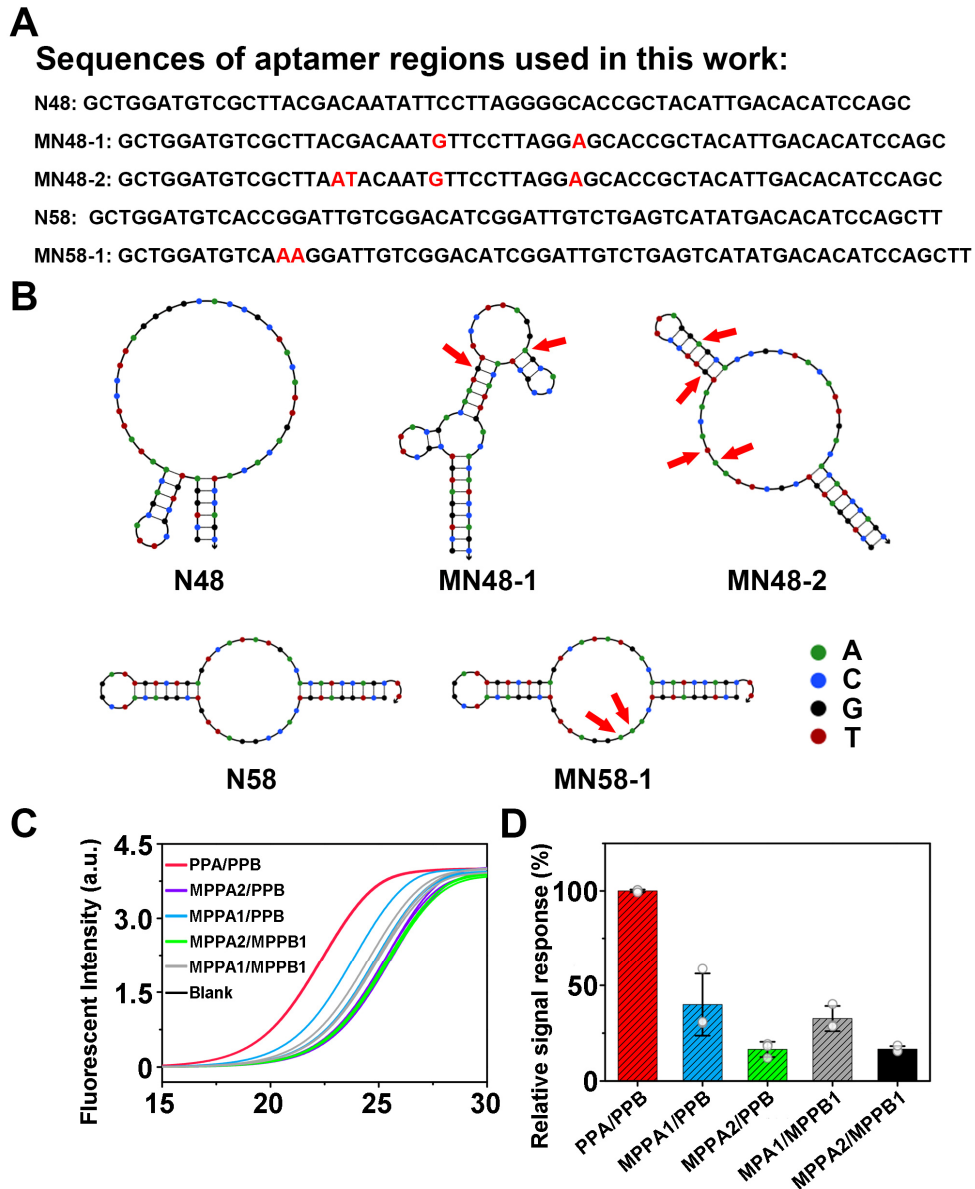 A
Sequences of aptamer regions used in this work:
N48: GCTGGATGTCGCTTACGACAATATTCCTTAGGGGCACCGCTACATTGACACATCCAGC
MN48-1: GCTGGATGTCGCTTACGACAATGTTCCTTAGGAGCACCGCTACATTGACACATCCAGC
MN48-2: GCTGGATGTCGCTTAATACAATGTTCCTTAGGAGCACCGCTACATTGACACATCCAGC
N58: GCTGGATGTCACCGGATTGTCGGACATCGGATTGTCTGAGTCATATGACACATCCAGCTT
MN58-1: GCTGGATGTCAAAGGATTGTCGGACATCGGATTGTCTGAGTCATATGACACATCCAGCTT
B
N48
MN48-1
MN48-2
N58
MN58-1
A
C
G
T
C
Fluorescent Intensity (a.u.)
4.5
3.0
1.5
0
15
20
25
30
PPA/PPB
MPPA2/PPB
MPPA1/PPB
MPPA2/MPPB1
MPPA1/MPPB1
Blank
D
Relative signal response (%)
100
50
0
PPA/PPB
MPPA1/PPB
MPPA2/PPB
MPA1/MPPB1
MPPA2/MPPB1